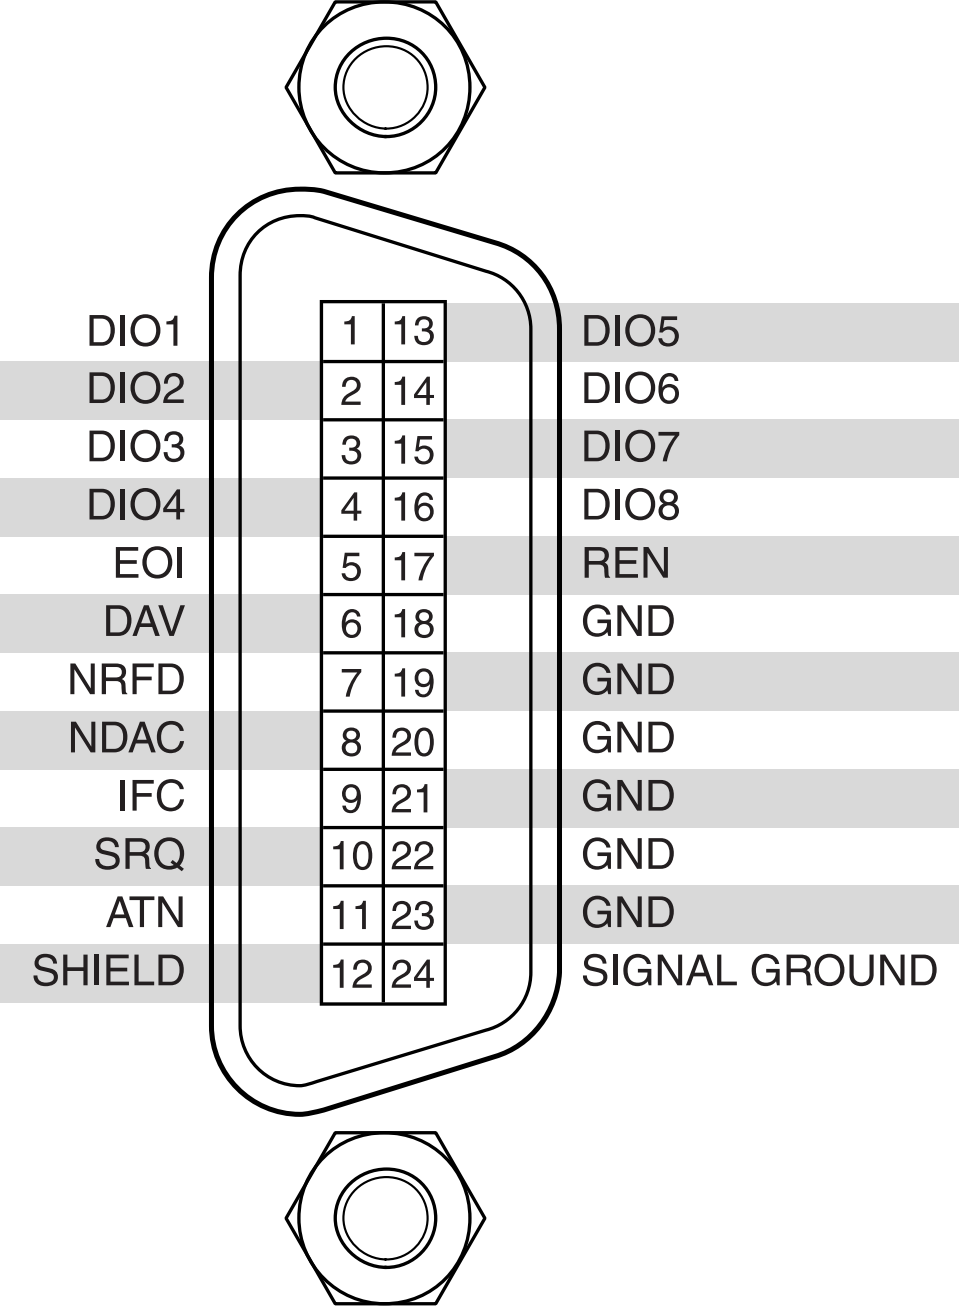 DIO1 1 13 DIO5
DIO2 2 14 DIO6
DIO3 3 15 DIO7
DIO4 4 16 DIO8
EOI 5 17 REN
DAV 6 18 GND
NRFD 7 19 GND
NDAC 8 20 GND
IFC 9 21 GND
SRQ 10 22 GND
ATN 11 23 GND
SHIELD 12 24 SIGNAL GROUND